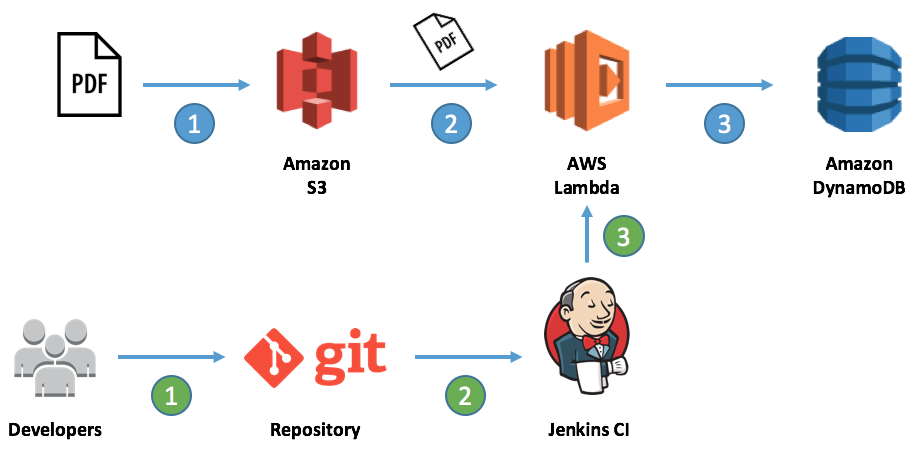 PDF
PDF
1
2
3
Amazon
S3
AWS
Lambda
Amazon
DynamoDB
3
git
1
2
Developers
Repository
Jenkins CI